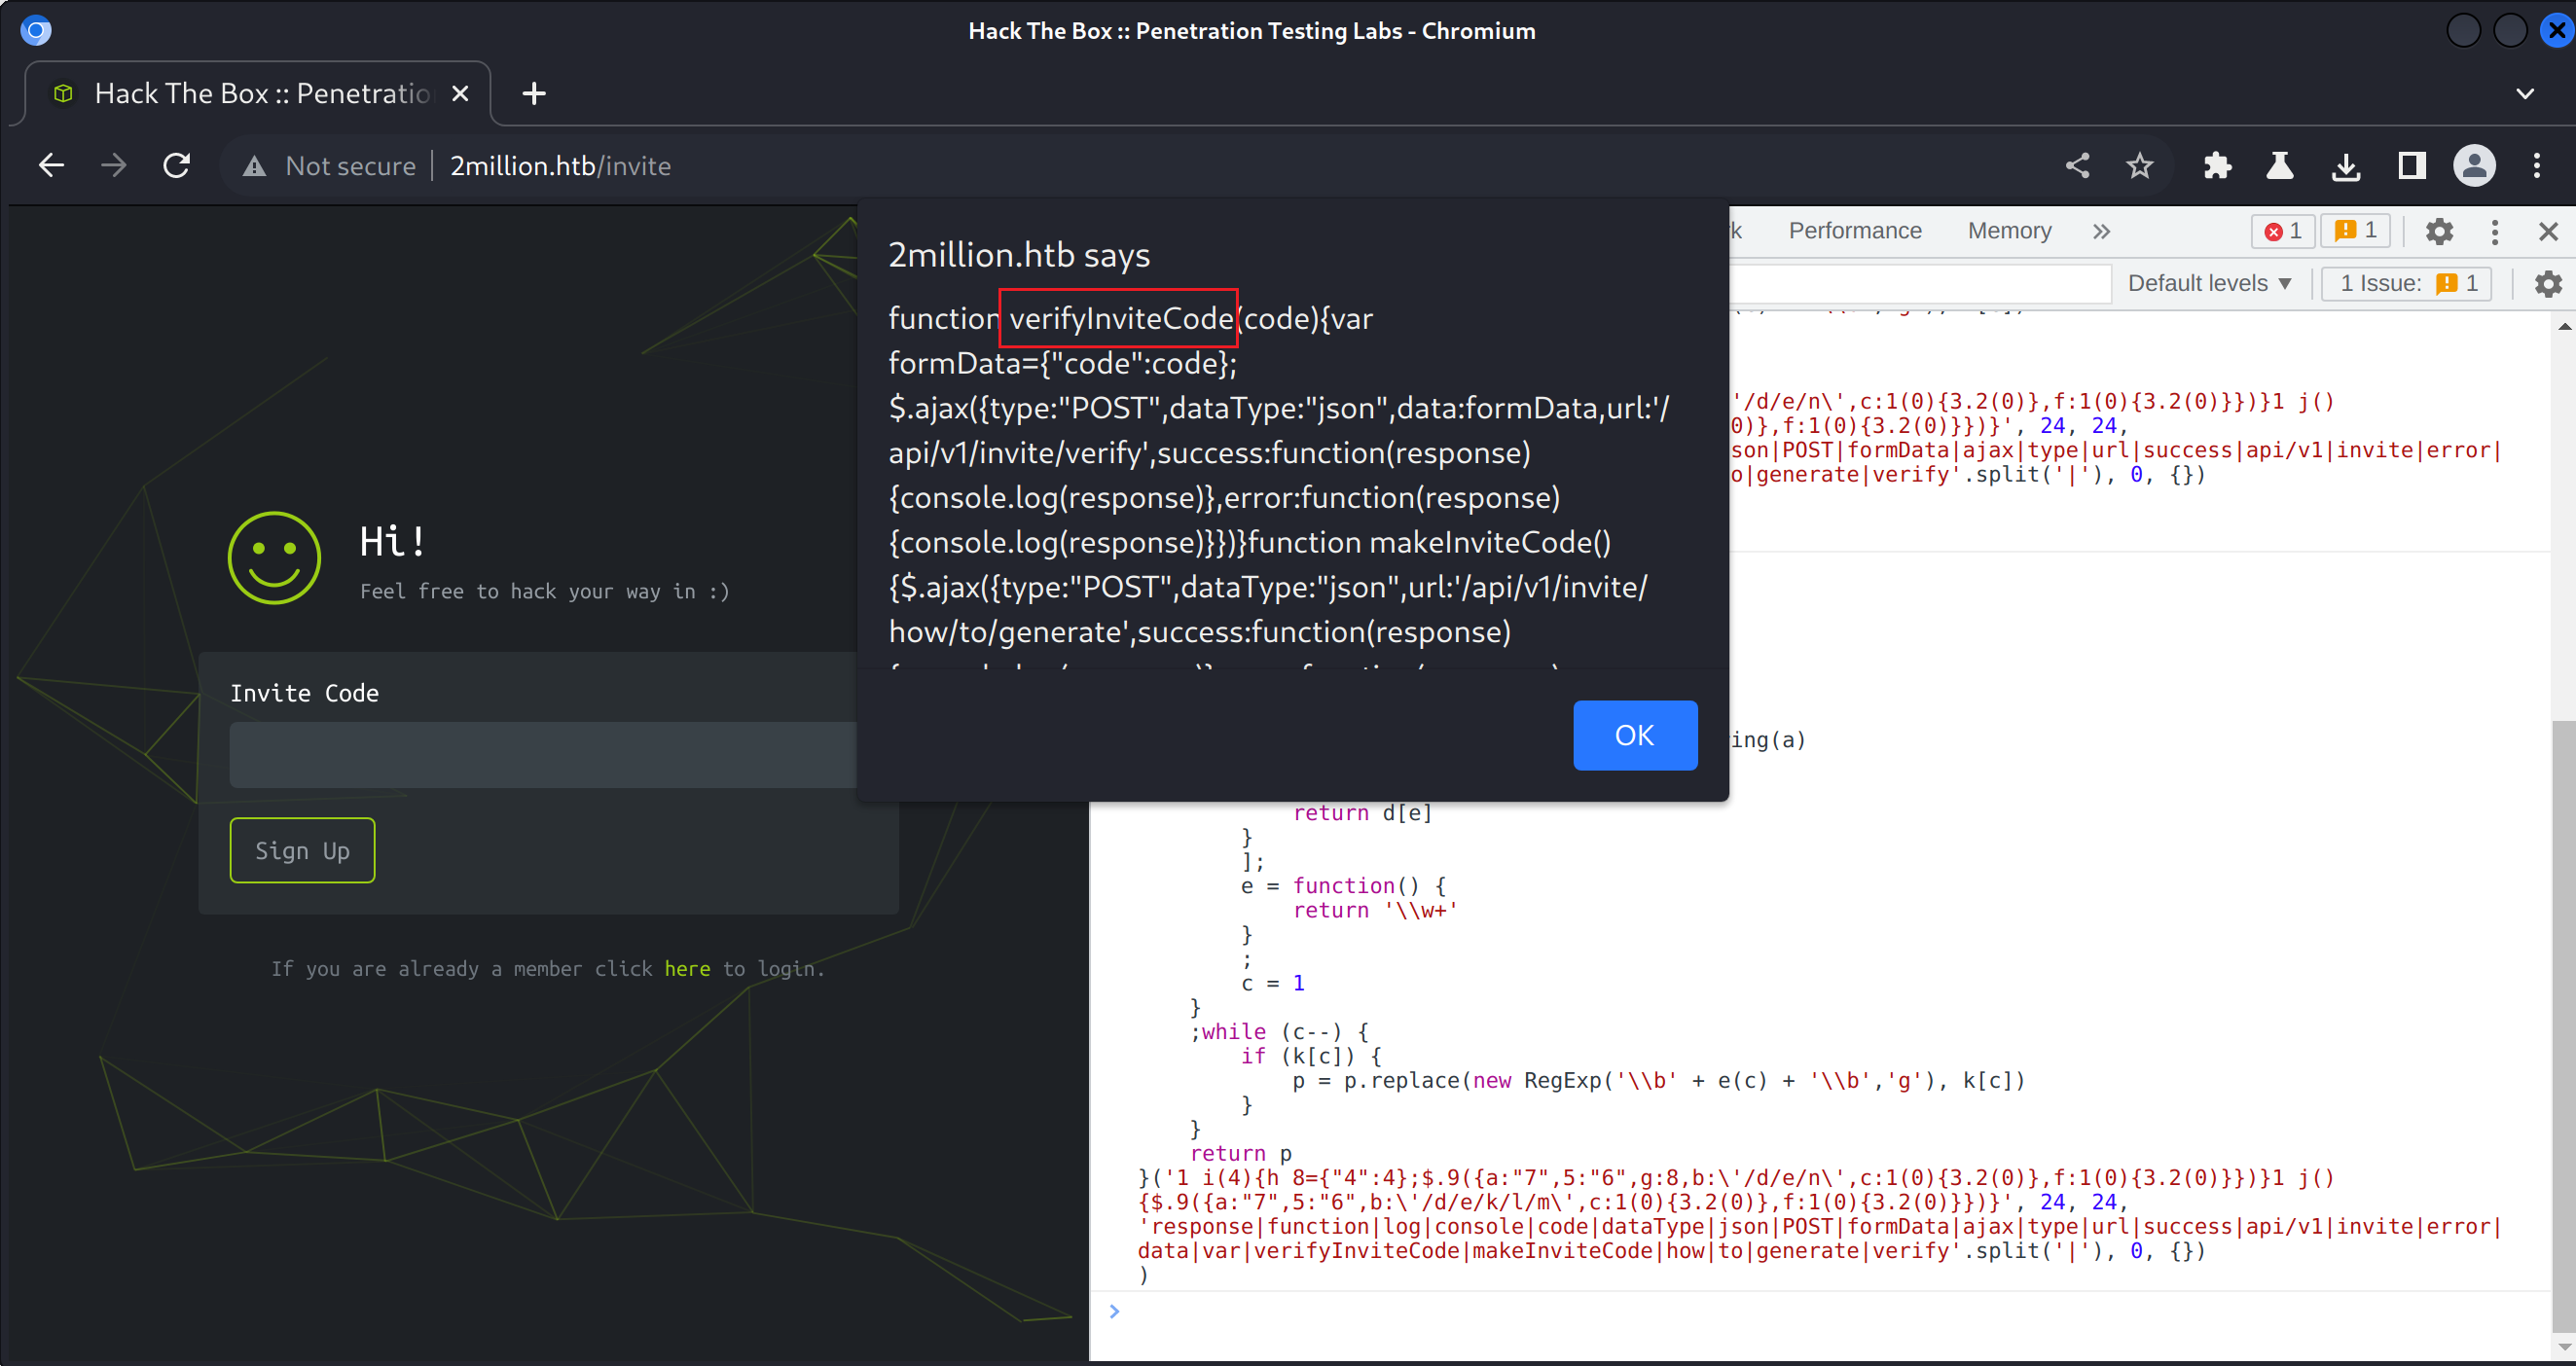 Hack The Box :: Penetration Testing Labs - Chromium
Hack The Box :: Penetratio
Not secure
2million.htb/invite
2million.htb says
function verifyInviteCode(code){var
formData={"code":code};
$.ajax({type:"POST",dataType:"json",data:formData,url:'/
api/v1/invite/verify',success:function(response)
{console.log(response)},error:function(response)
{console.log(response)}})}function makeInviteCode()
{$.ajax({type:"POST",dataType:"json",url:'/api/v1/invite/
how/to/generate',success:function(response)
OK
Hi!
Feel free to hack your way in :)
Invite Code
Sign Up
If you are already a member click here to login.
Performance
Memory
1
1
Default levels
1 Issue:
1
'/d/e/n\',c:1(0){3.2(0)},f:1(0){3.2(0)}})}1 j()
0)},f:1(0){3.2(0)}})}', 24, 24,
son|POST|formData|ajax|type|url|success|api/v1|invite|error|
o|generate|verify'.split('|'), 0, {})
ing(a)
return d[e]
}
];
e = function() {
return '\\w+'
}
;
c = 1
}
;while (c--) {
if (k[c]) {
p = p.replace(new RegExp('\\b' + e(c) + '\\b','g'), k[c])
}
}
return p
}('1 i(4){h 8={"4":4};$.9({a:"7",5:"6",g:8,b:\'/d/e/n\',c:1(0){3.2(0)},f:1(0){3.2(0)}})}1 j()
{$.9({a:"7",5:"6",b:\'/d/e/k/l/m\',c:1(0){3.2(0)},f:1(0){3.2(0)}})}', 24, 24,
'response|function|log|console|code|dataType|json|POST|formData|ajax|type|url|success|api/v1|invite|error|
data|var|verifyInviteCode|makeInviteCode|how|to|generate|verify'.split('|'), 0, {})
)